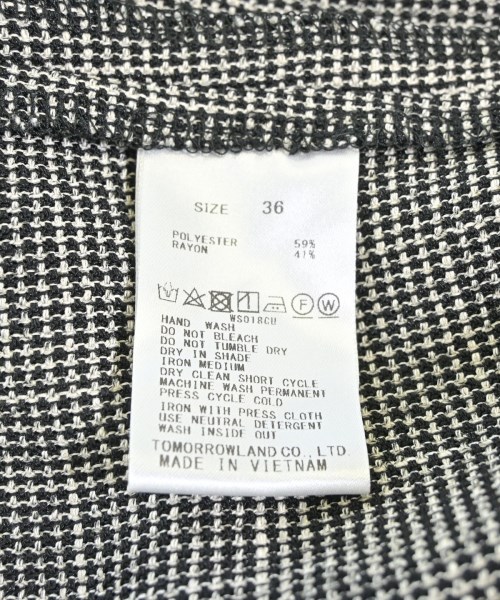 SIZE 36
POLYESTER 59%
RAYON 41%
F W
WS018CU
HAND WASH
DO NOT BLEACH
DO NOT TUMBLE DRY
DRY IN SHADE
IRON MEDIUM
DRY CLEAN SHORT CYCLE
MACHINE WASH PERMANENT
PRESS CYCLE COLD
IRON WITH PRESS CLOTH
USE NEUTRAL DETERGENT
WASH INSIDE OUT
TOMORROWLAND CO., LTD.
MADE IN VIETNAM